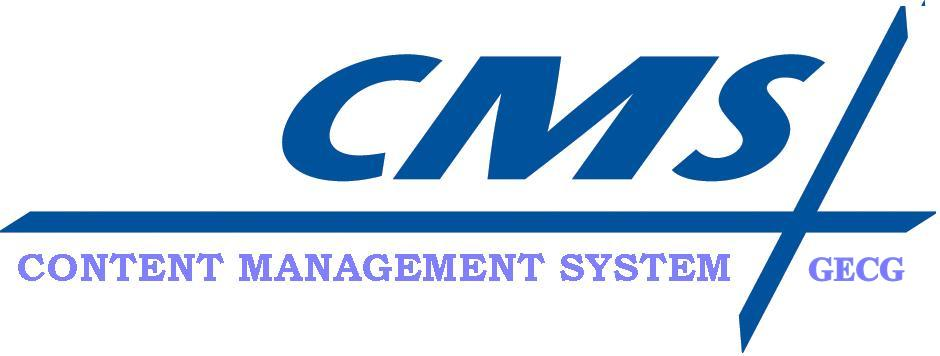 CMS
CONTENT MANAGEMENT SYSTEM GECG